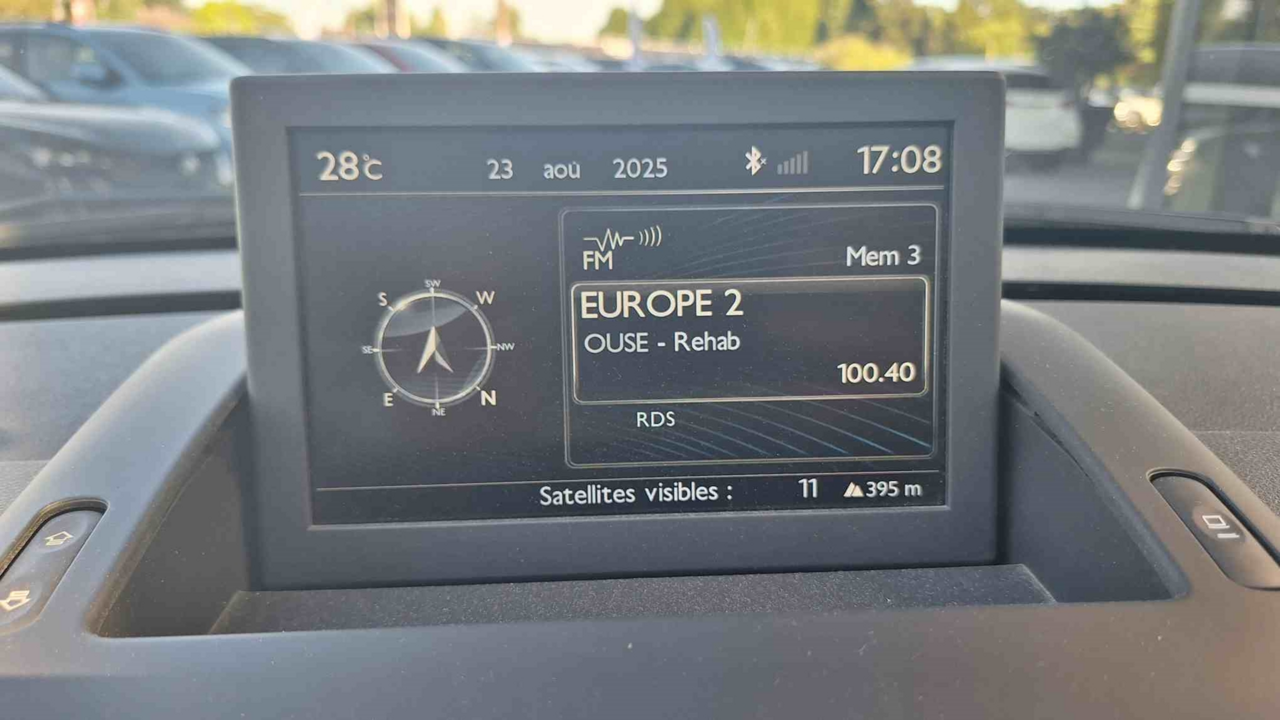 28°C 23 aoû 2025 17:08
FM
Mem 3
EUROPE 2
OUSE - Rehab
100.40
RDS
SW
S W
SE NW
E N
NE
Satellites visibles : 11 395 m